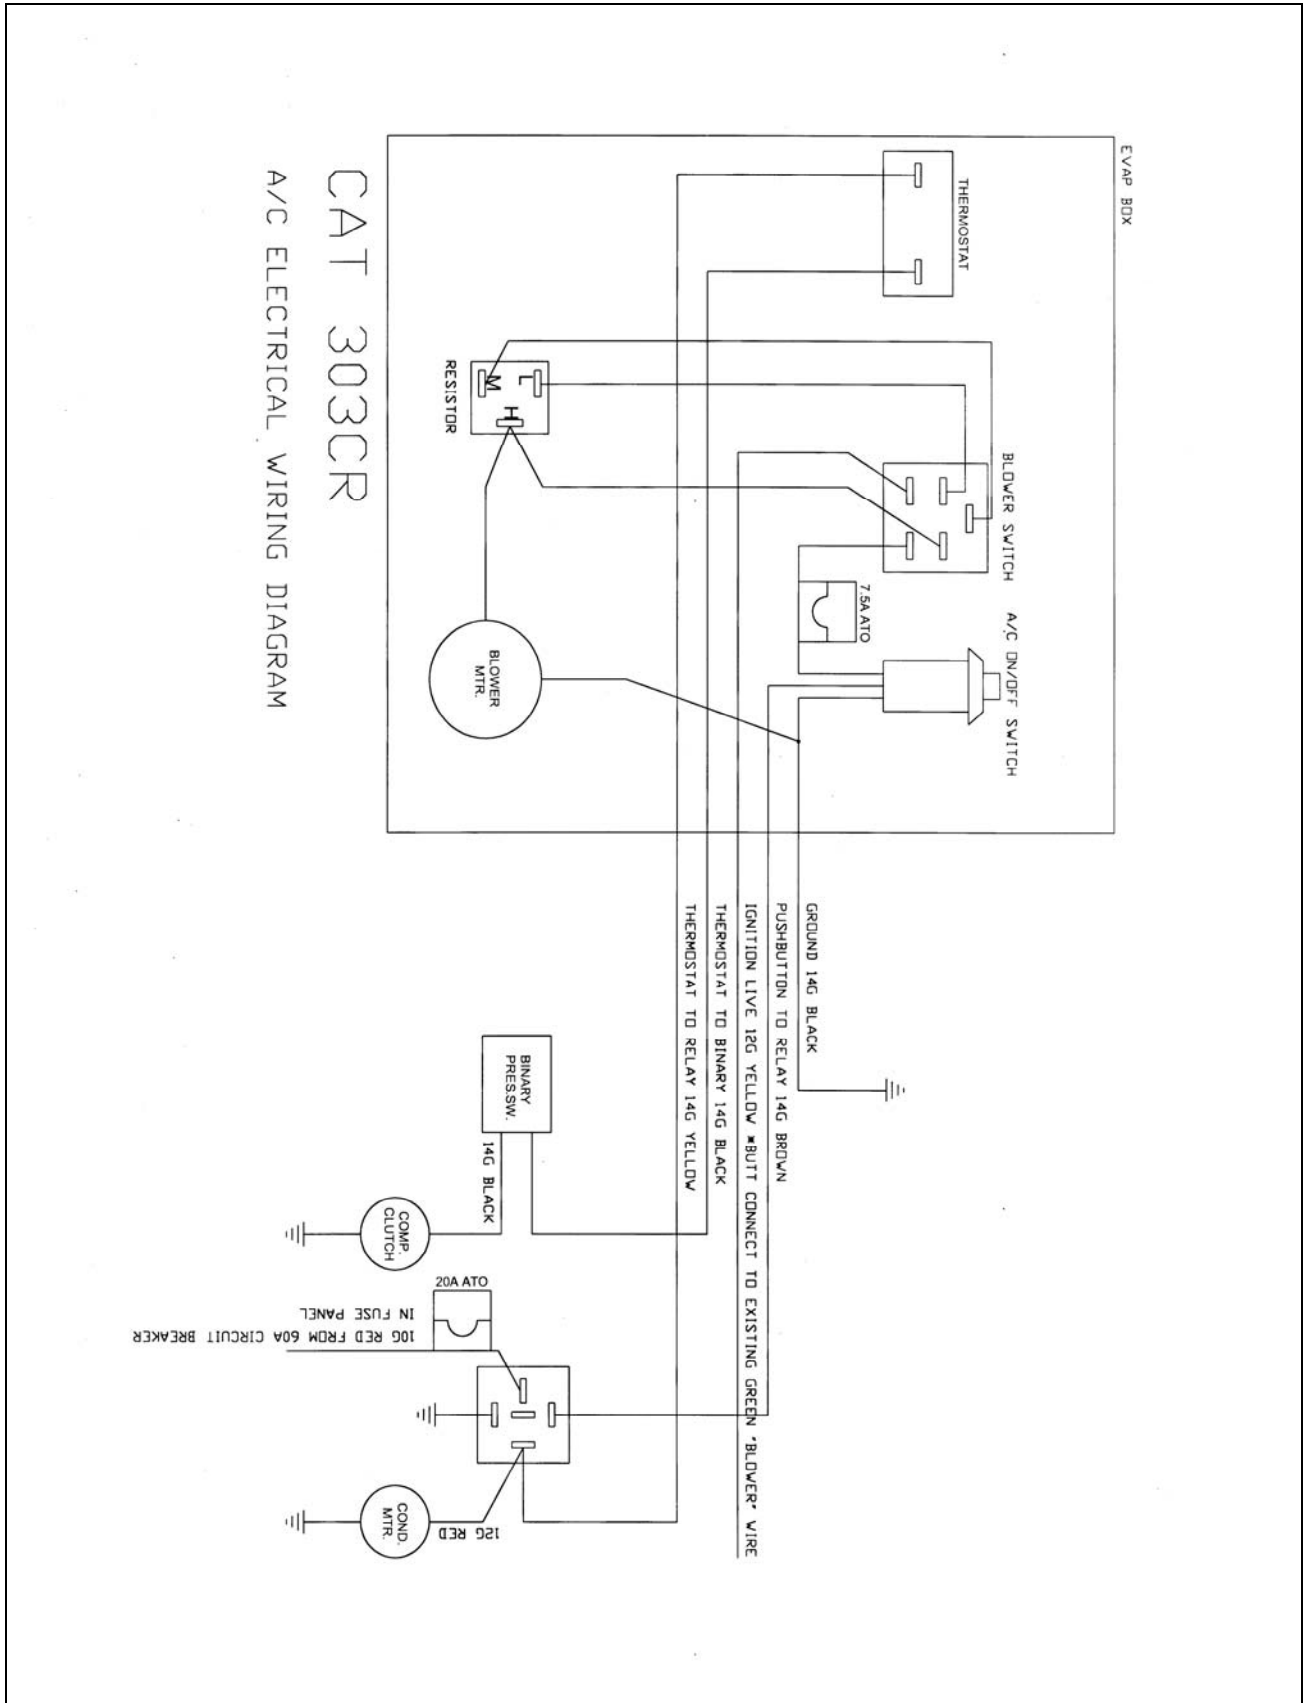 EVAP BOX
THERMOSTAT
BLOWER SWITCH
A/C ON/OFF SWITCH
7.5A ATO
L
M
H
RESISTOR
BLOWER
MTR.
GROUND 14G BLACK
PUSHBUTTON TO RELAY 14G BROWN
IGNITION LIVE 12G YELLOW *BUTT CONNECT TO EXISTING GREEN "BLOWER" WIRE
THERMOSTAT TO BINARY 14G BLACK
THERMOSTAT TO RELAY 14G YELLOW
BINARY
PRES.SW.
14G BLACK
COMP.
CLUTCH
20A ATO
10G RED FROM 60A CIRCUIT BREAKER
IN FUSE PANEL
12G RED
COND.
MTR.
CAT 303CR
A/C ELECTRICAL WIRING DIAGRAM